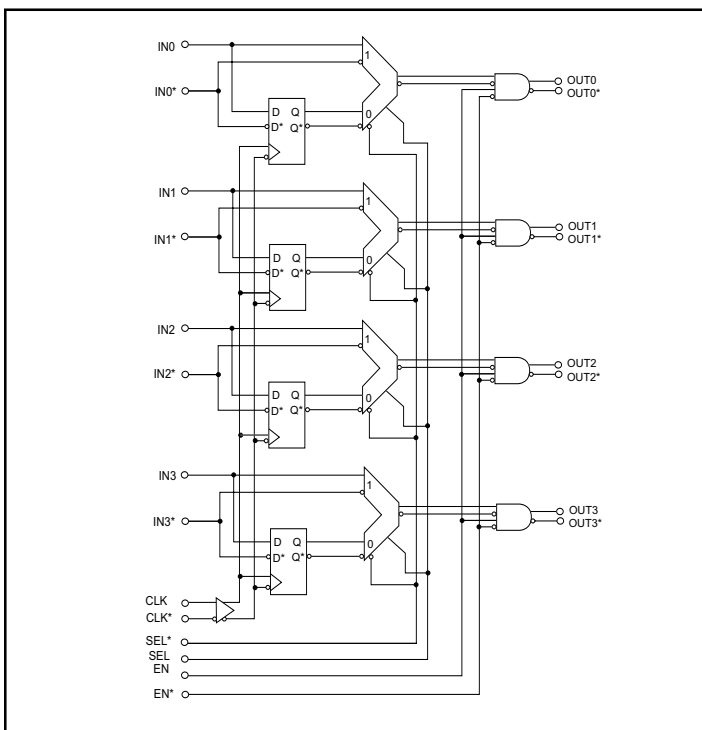 IN0
1
OUT0
IN0*
OUT0*
D Q
0
D* Q*
IN1
1
OUT1
IN1*
OUT1*
D Q
0
D* Q*
IN2
1
OUT2
IN2*
OUT2*
D Q
0
D* Q*
IN3
1
OUT3
IN3*
OUT3*
D Q
0
D* Q*
CLK
CLK*
SEL*
SEL
EN
EN*